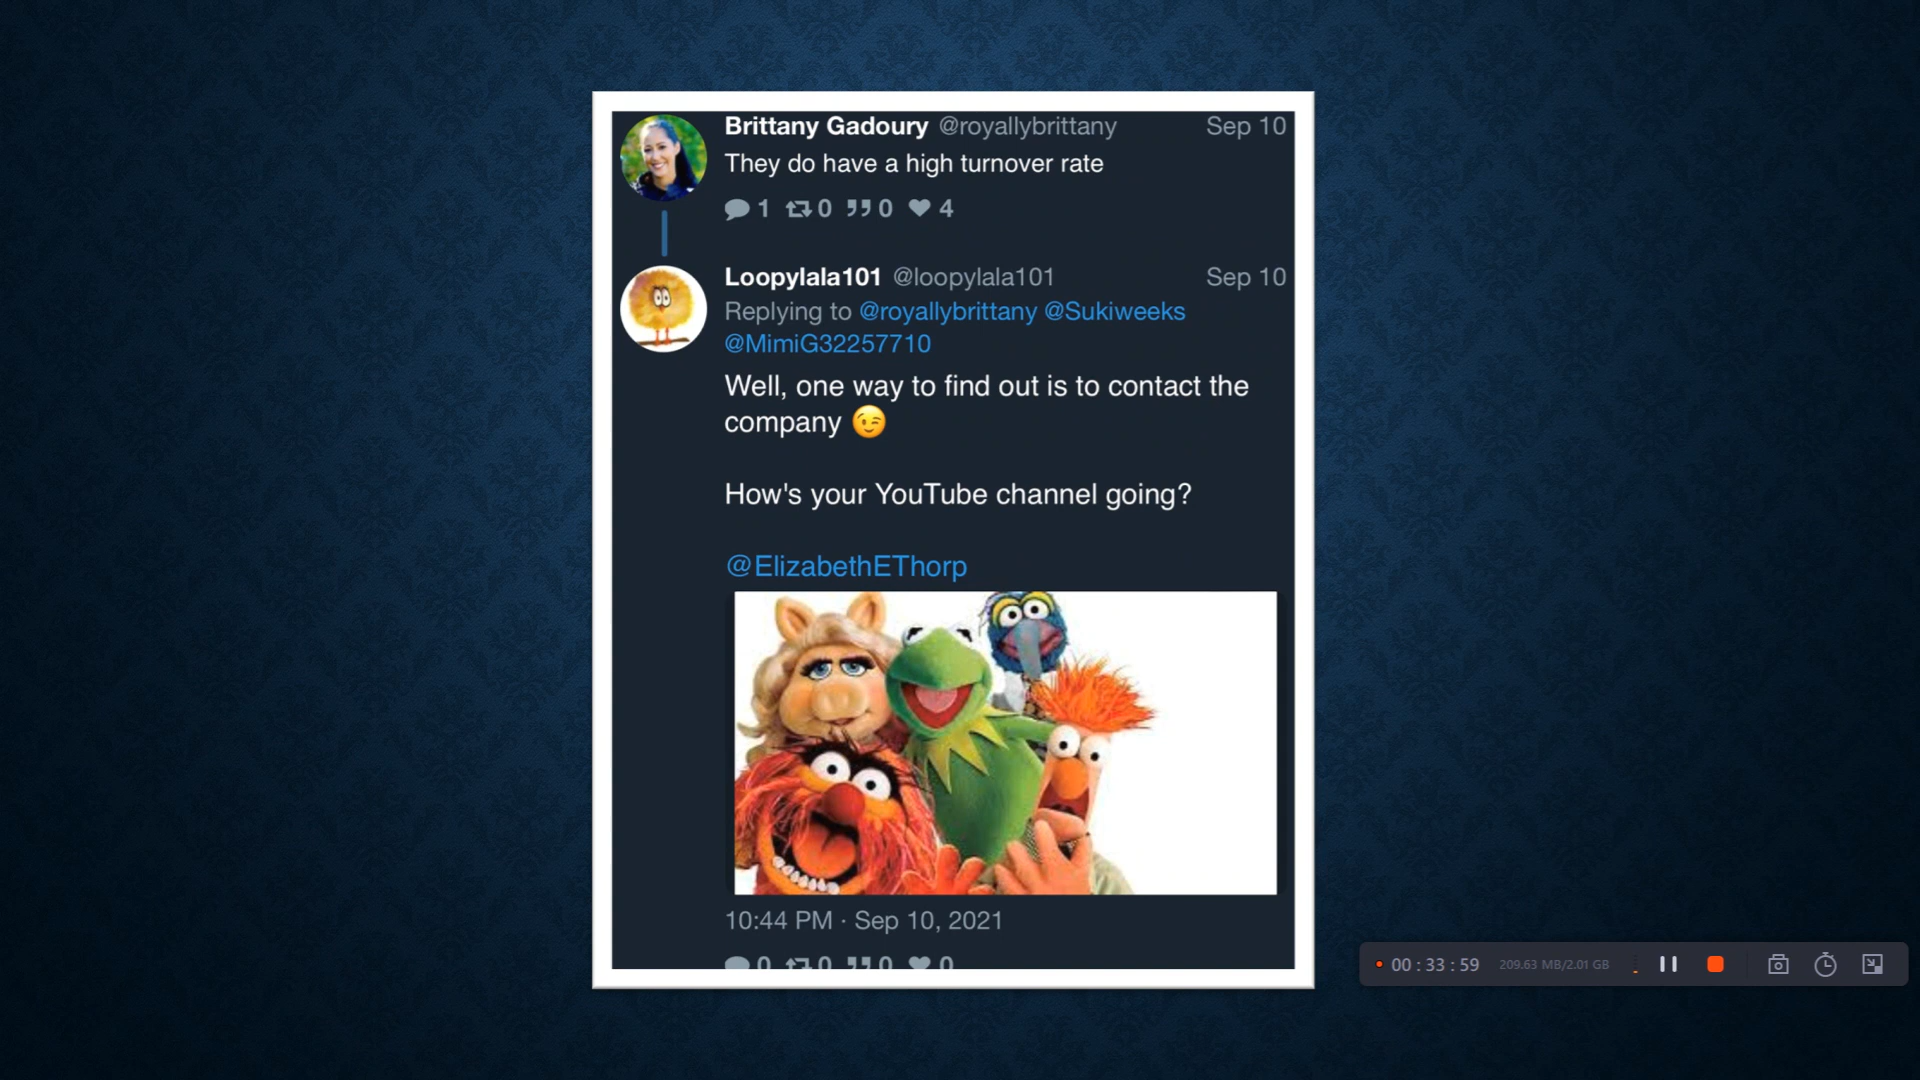 Brittany Gadoury @royallybrittany Sep 10
They do have a high turnover rate
1 0 0 4
Loopylala101 @loopylala101 Sep 10
Replying to @royallybrittany @Sukiweeks
@MimiG32257710
Well, one way to find out is to contact the
company 😉
How's your YouTube channel going?
@ElizabethEThorp
10:44 PM · Sep 10, 2021
0 0 0 0
00 : 33 : 59 209.63 MB/2.01 GB